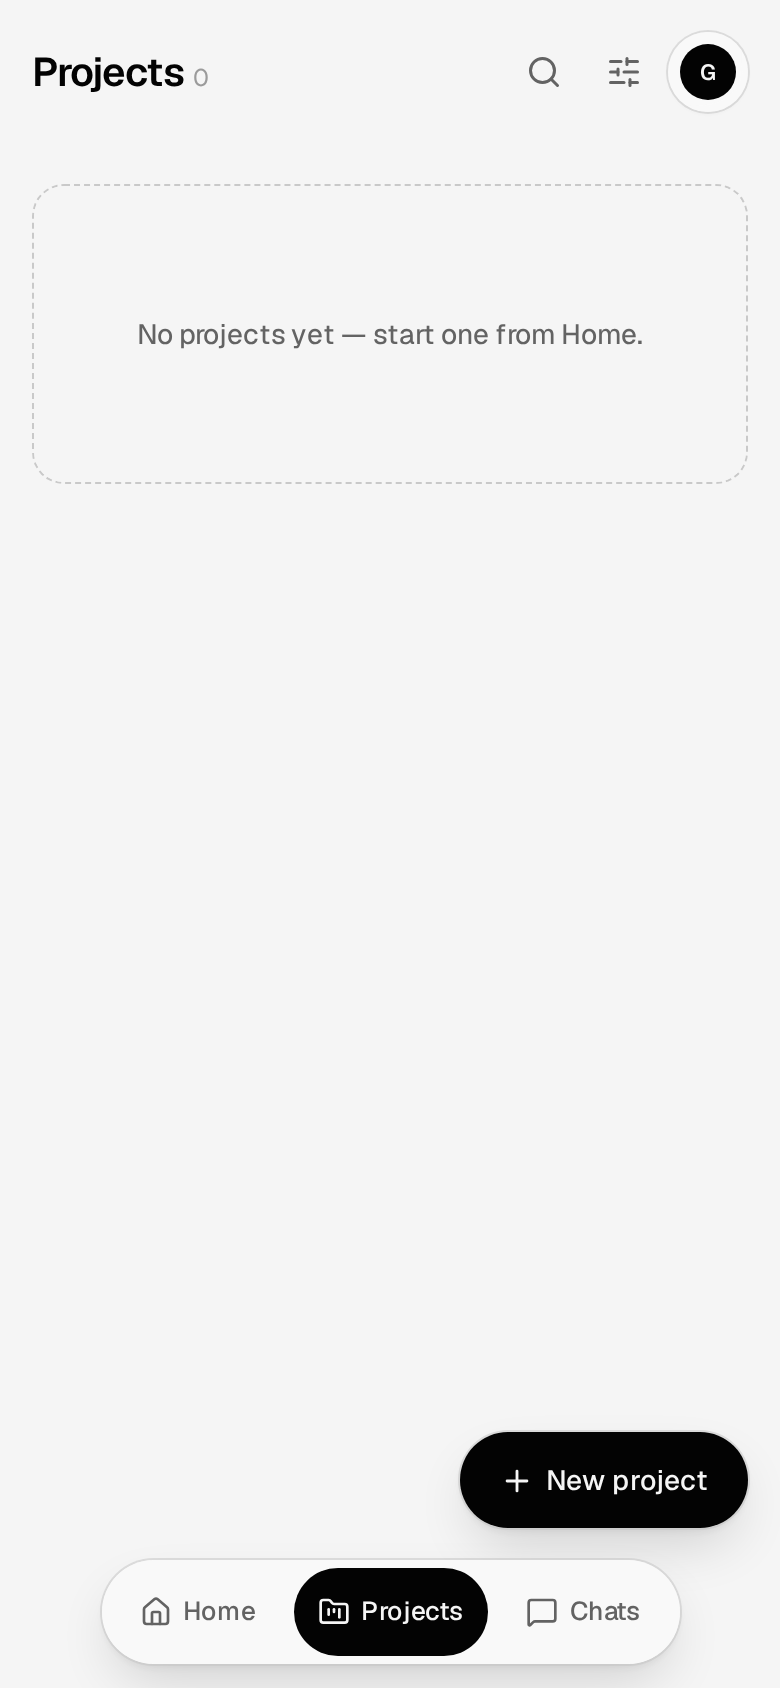 Projects 0
G
No projects yet — start one from Home.
New project
Home
Projects
Chats